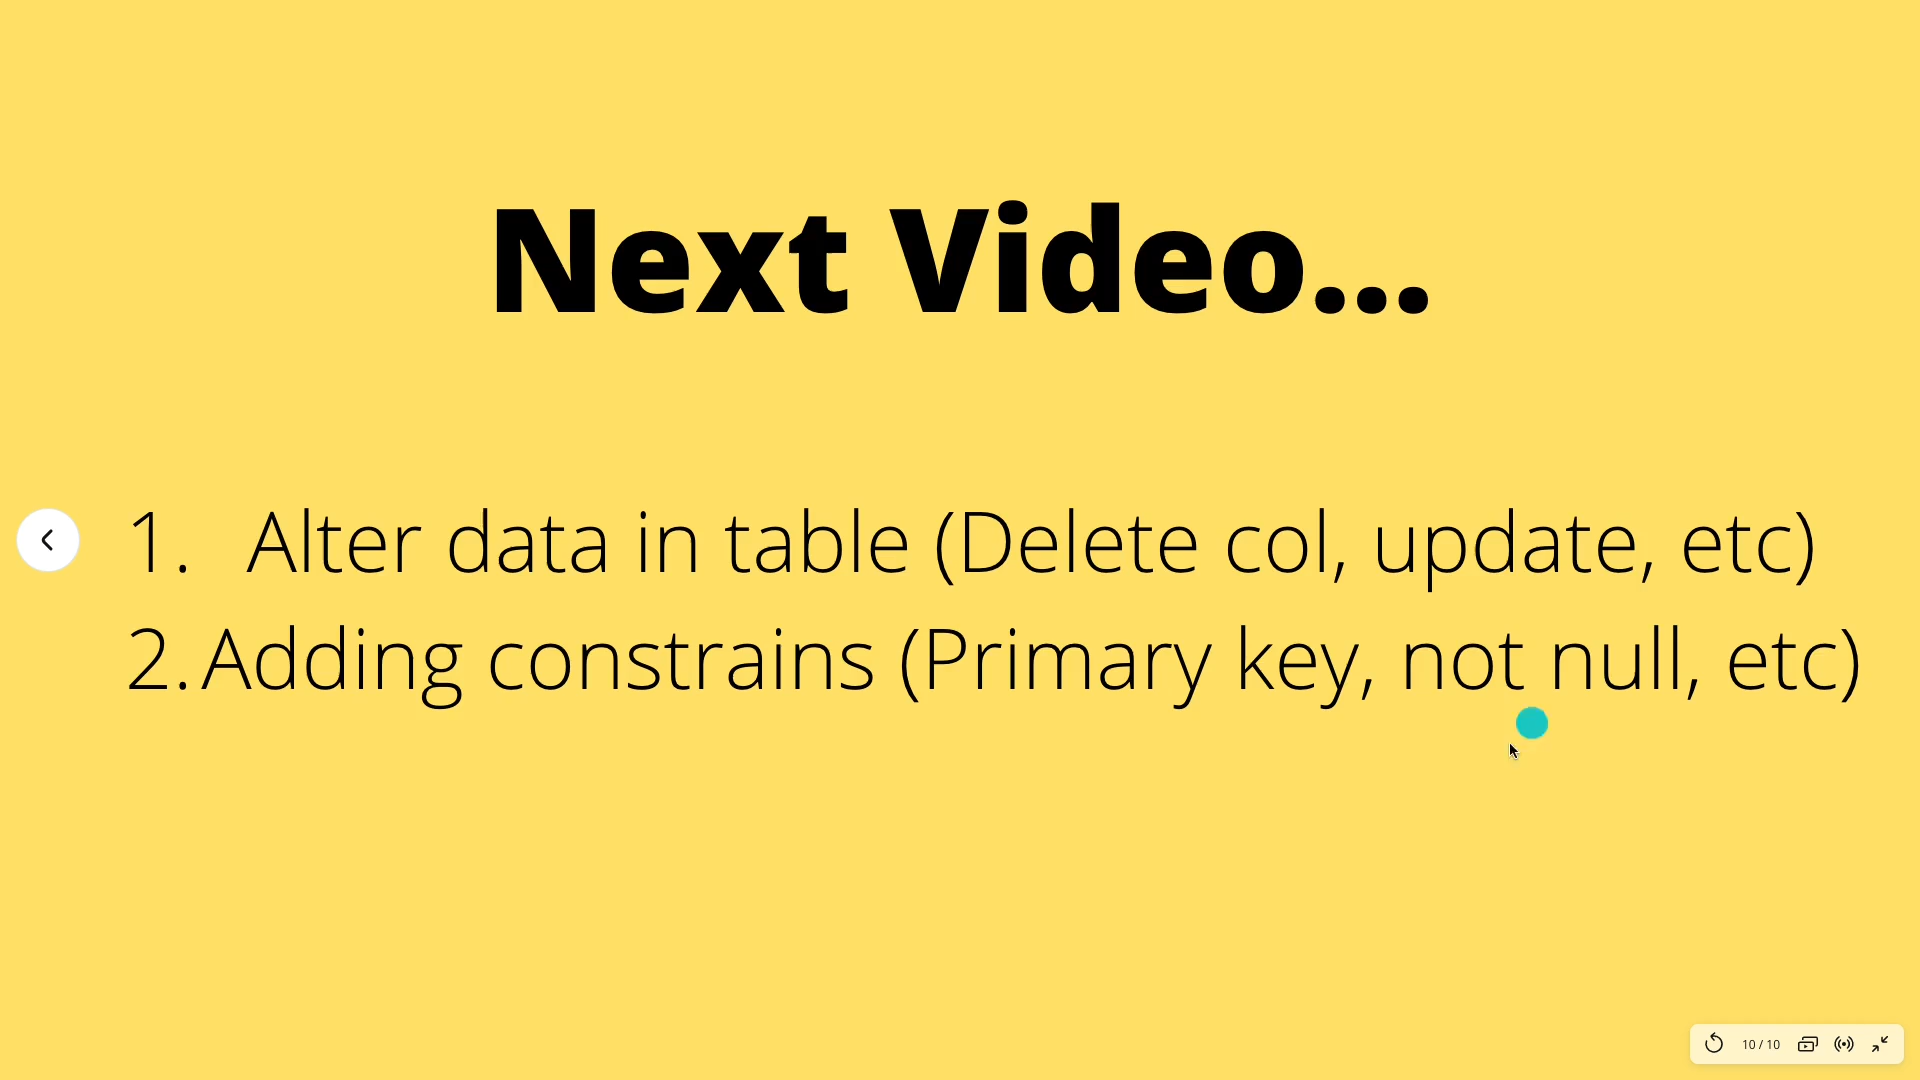 Next Video...
1. Alter data in table (Delete col, update, etc)
2. Adding constrains (Primary key, not null, etc)
10 / 10